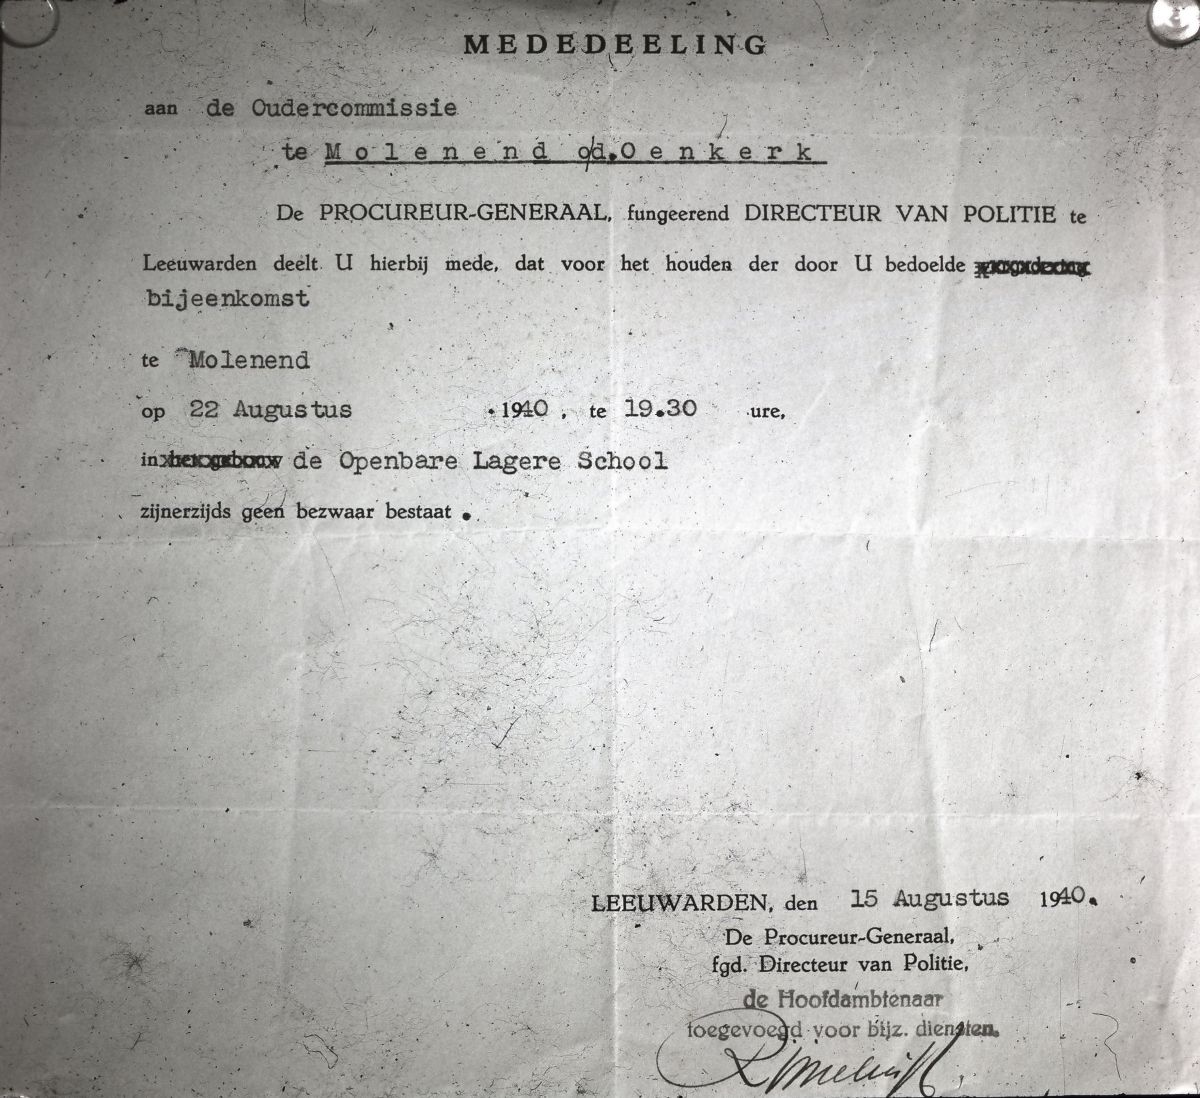 MEDEDEELING
aan de Oudercommissie
te Molenend o/d. Oenkerk
De PROCUREUR-GENERAAL, fungeerend DIRECTEUR VAN POLITIE te
Leeuwarden deelt U hierbij mede, dat voor het houden der door U bedoelde
bijeenkomst
te Molenend
op 22 Augustus 1940, te 19.30 ure,
in de Openbare Lagere School
zijnerzijds geen bezwaar bestaat.
LEEUWARDEN, den 15 Augustus 1940.
De Procureur-Generaal,
fgd. Directeur van Politie,
de Hoofdambtenaar
toegevoegd voor bijz. diensten.